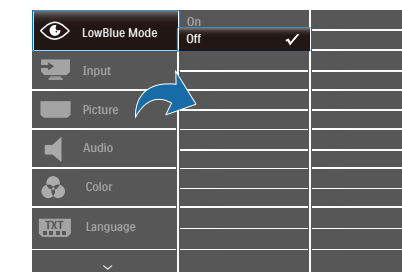 LowBlue Mode
On
Off
Input
Picture
Audio
Color
TXT
Language